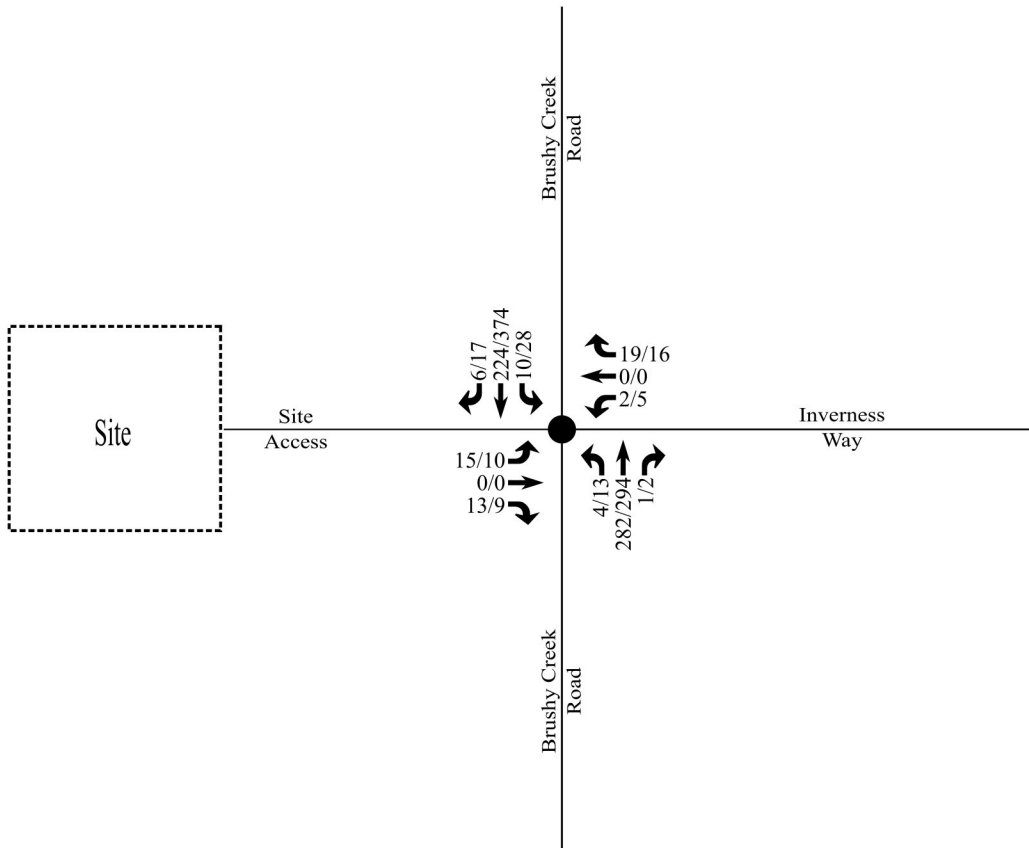 Brushy Creek
Road
6/17
224/374
10/28
19/16
0/0
2/5
Site
Site
Access
Inverness
Way
15/10
0/0
13/9
4/13
282/294
1/2
Brushy Creek
Road